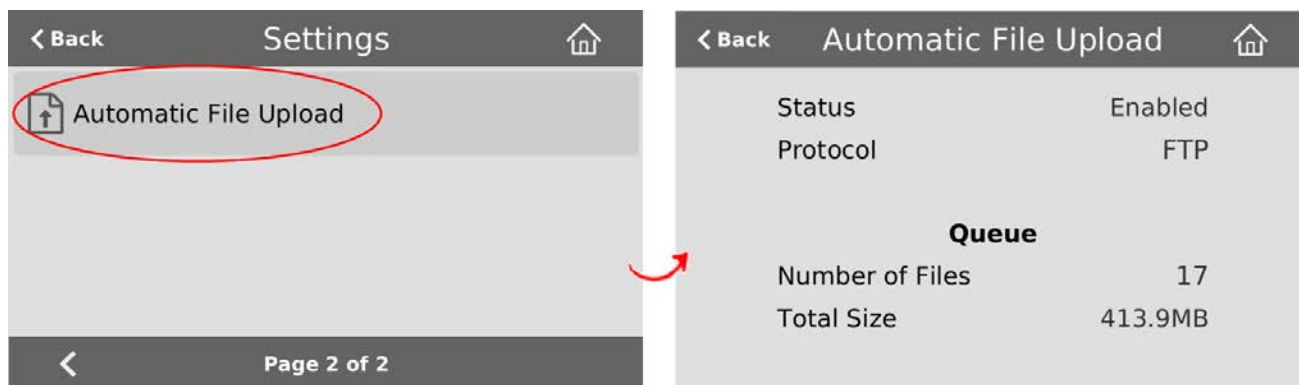 Back Settings
Automatic File Upload
Page 2 of 2
Back Automatic File Upload
Status Enabled
Protocol FTP
Queue
Number of Files 17
Total Size 413.9MB